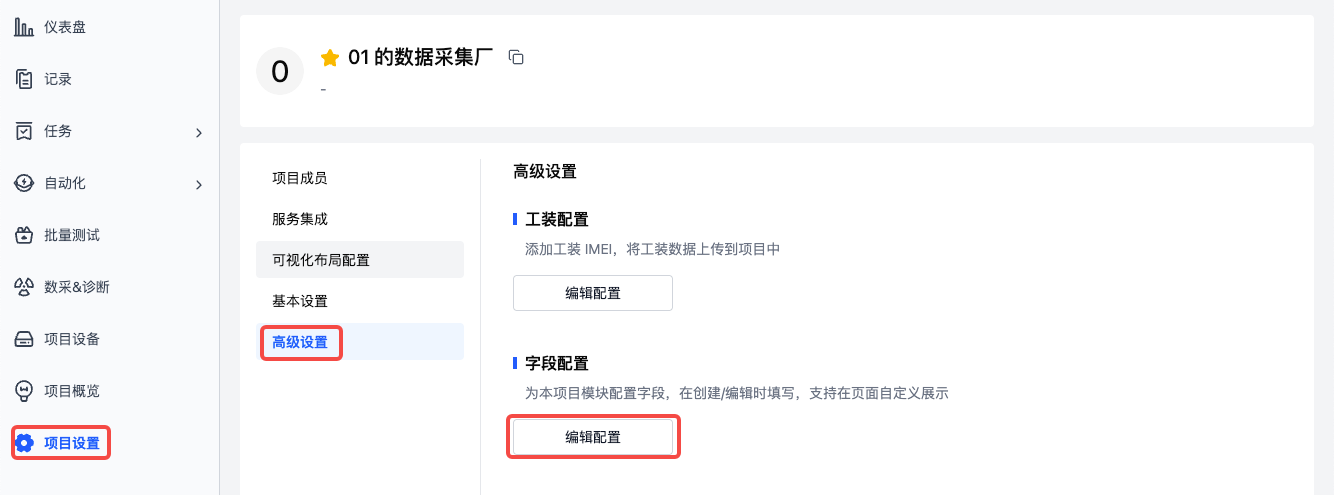 仪表盘
记录
任务
自动化
批量测试
数采&诊断
项目设备
项目概览
项目设置
0
01 的数据采集厂
-
项目成员
服务集成
可视化布局配置
基本设置
高级设置
高级设置
工装配置
添加工装 IMEI，将工装数据上传到项目中
编辑配置
字段配置
为本项目模块配置字段，在创建/编辑时填写，支持在页面自定义展示
编辑配置